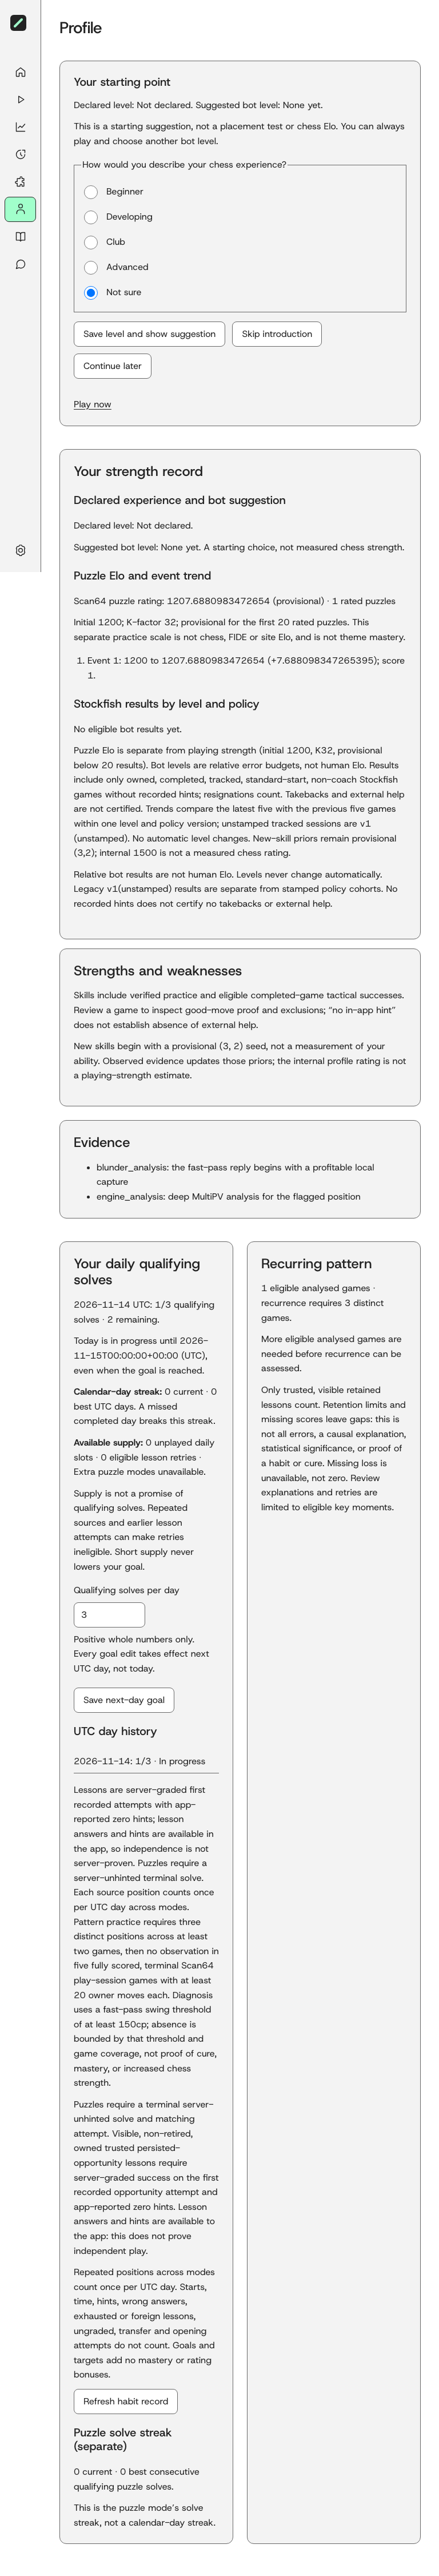 Profile
Your starting point
Declared level: Not declared. Suggested bot level: None yet.
This is a starting suggestion, not a placement test or chess Elo. You can always
play and choose another bot level.
How would you describe your chess experience?
Beginner
Developing
Club
Advanced
Not sure
Save level and show suggestion
Skip introduction
Continue later
Play now
Your strength record
Declared experience and bot suggestion
Declared level: Not declared.
Suggested bot level: None yet. A starting choice, not measured chess strength.
Puzzle Elo and event trend
Scan64 puzzle rating: 1207.6880983472654 (provisional) · 1 rated puzzles
Initial 1200; K-factor 32; provisional for the first 20 rated puzzles. This
separate practice scale is not chess, FIDE or site Elo, and is not theme mastery.
1. Event 1: 1200 to 1207.6880983472654 (+7.688098347265395); score
1.
Stockfish results by level and policy
No eligible bot results yet.
Puzzle Elo is separate from playing strength (initial 1200, K32, provisional
below 20 results). Bot levels are relative error budgets, not human Elo. Results
include only owned, completed, tracked, standard-start, non-coach Stockfish
games without recorded hints; resignations count. Takebacks and external help
are not certified. Trends compare the latest five with the previous five games
within one level and policy version; unstamped tracked sessions are v1
(unstamped). No automatic level changes. New-skill priors remain provisional
(3,2); internal 1500 is not a measured chess rating.
Relative bot results are not human Elo. Levels never change automatically.
Legacy v1(unstamped) results are separate from stamped policy cohorts. No
recorded hints does not certify no takebacks or external help.
Strengths and weaknesses
Skills include verified practice and eligible completed-game tactical successes.
Review a game to inspect good-move proof and exclusions; “no in-app hint”
does not establish absence of external help.
New skills begin with a provisional (3, 2) seed, not a measurement of your
ability. Observed evidence updates those priors; the internal profile rating is not
a playing-strength estimate.
Evidence
• blunder_analysis: the fast-pass reply begins with a profitable local
capture
• engine_analysis: deep MultiPV analysis for the flagged position
Your daily qualifying
solves
2026-11-14 UTC: 1/3 qualifying
solves · 2 remaining.
Today is in progress until 2026-
11-15T00:00:00+00:00 (UTC),
even when the goal is reached.
Calendar-day streak: 0 current · 0
best UTC days. A missed
completed day breaks this streak.
Available supply: 0 unplayed daily
slots · 0 eligible lesson retries ·
Extra puzzle modes unavailable.
Supply is not a promise of
qualifying solves. Repeated
sources and earlier lesson
attempts can make retries
ineligible. Short supply never
lowers your goal.
Qualifying solves per day
3
Positive whole numbers only.
Every goal edit takes effect next
UTC day, not today.
Save next-day goal
UTC day history
2026-11-14: 1/3 · In progress
Lessons are server-graded first
recorded attempts with app-
reported zero hints; lesson
answers and hints are available in
the app, so independence is not
server-proven. Puzzles require a
server-unhinted terminal solve.
Each source position counts once
per UTC day across modes.
Pattern practice requires three
distinct positions across at least
two games, then no observation in
five fully scored, terminal Scan64
play-session games with at least
20 owner moves each. Diagnosis
uses a fast-pass swing threshold
of at least 150cp; absence is
bounded by that threshold and
game coverage, not proof of cure,
mastery, or increased chess
strength.
Puzzles require a terminal server-
unhinted solve and matching
attempt. Visible, non-retired,
owned trusted persisted-
opportunity lessons require
server-graded success on the first
recorded opportunity attempt and
app-reported zero hints. Lesson
answers and hints are available to
the app: this does not prove
independent play.
Repeated positions across modes
count once per UTC day. Starts,
time, hints, wrong answers,
exhausted or foreign lessons,
ungraded, transfer and opening
attempts do not count. Goals and
targets add no mastery or rating
bonuses.
Refresh habit record
Puzzle solve streak
(separate)
0 current · 0 best consecutive
qualifying puzzle solves.
This is the puzzle mode’s solve
streak, not a calendar-day streak.
Recurring pattern
1 eligible analysed games ·
recurrence requires 3 distinct
games.
More eligible analysed games are
needed before recurrence can be
assessed.
Only trusted, visible retained
lessons count. Retention limits and
missing scores leave gaps: this is
not all errors, a causal explanation,
statistical significance, or proof of
a habit or cure. Missing loss is
unavailable, not zero. Review
explanations and retries are
limited to eligible key moments.